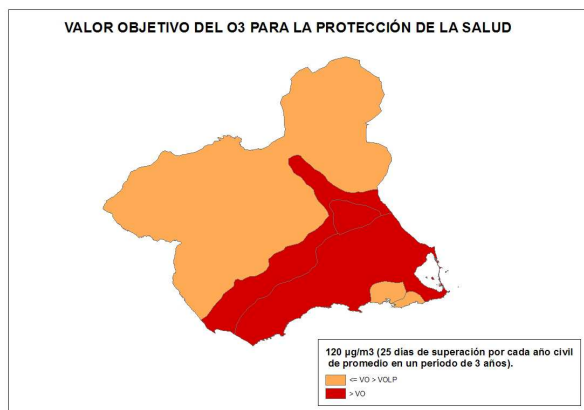 VALOR OBJETIVO DEL O3 PARA LA PROTECCIÓN DE LA SALUD
120 µg/m3 (25 días de superación por cada año civil
de promedio en un período de 3 años).
<= VO > VOLP
> VO